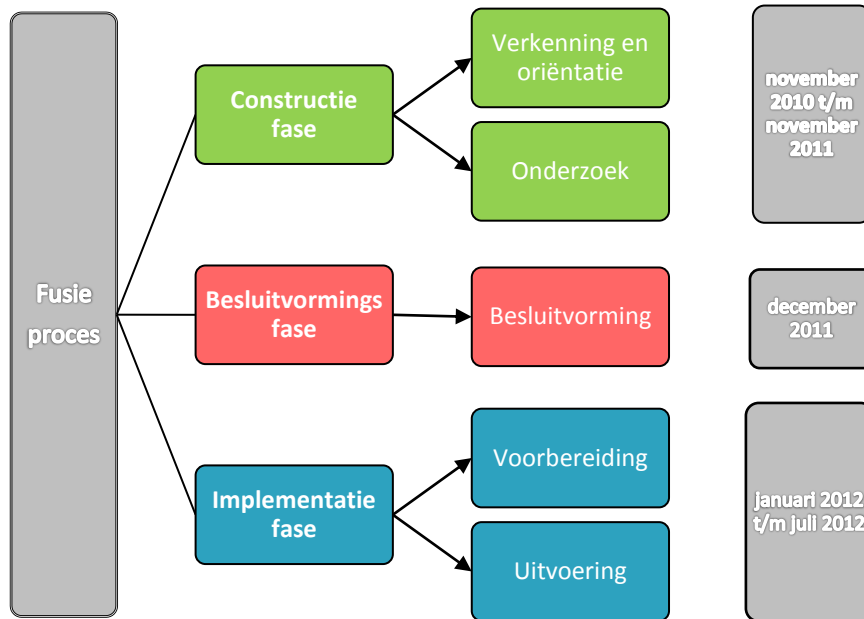 Fusie
proces
Constructie
fase
Verkenning en
oriëntatie
Onderzoek
november
2010 t/m
november
2011
Besluitvormings
fase
Besluitvorming
december
2011
Implementatie
fase
Voorbereiding
Uitvoering
januari 2012
t/m juli 2012